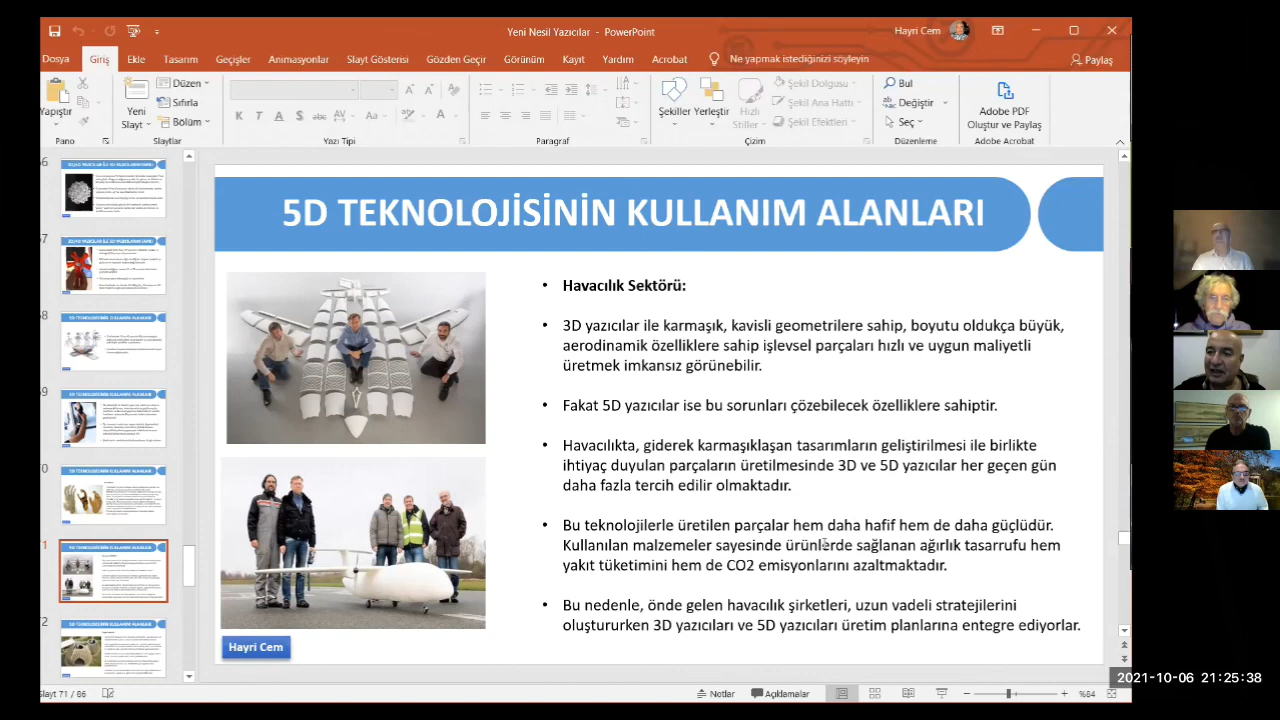 Yeni Nesil Yazıcılar - PowerPoint
Hayri Cem
Dosya Giriş Ekle Tasarım Geçişler Animasyonlar Slayt Gösterisi Gözden Geçir Görünüm Kayıt Yardım Acrobat Ne yapmak istediğinizi söyleyin Paylaş
Yapıştır
Yeni
Slayt
Düzen
Sıfırla
Bölüm
K T A S abc AV Aa A
Şekiller Yerleştir Hızlı
Stiller
Şekil Dolgusu
Şekil Ana Hattı
Şekil Efektleri
Bul
Değiştir
Seç
Adobe PDF
Oluştur ve Paylaş
Pano Slaytlar Yazı Tipi Paragraf Çizim Düzenleme Adobe Acrobat
5D TEKNOLOJİSİNİN KULLANIM ALANLARI
• Havacılık Sektörü:
• 3D yazıcılar ile karmaşık, kavisli geometrilere sahip, boyutu oldukça büyük,
aerodinamik özelliklere sahip işlevsel parçaları hızlı ve uygun maliyetli
üretmek imkansız görünebilir.
• Fakat 5D yazıcılar ise bu sorunları çözebilecek özelliklere sahiptir.
• Havacılıkta, giderek karmaşıklaşan tasarımların geliştirilmesi ile birlikte
ihtiyaç duyulan parçaların üretilmesinde 3D ve 5D yazıcılar her geçen gün
daha fazla tercih edilir olmaktadır.
• Bu teknolojilerle üretilen parçalar hem daha hafif hem de daha güçlüdür.
Kullanılan malzemeler sayesinde ürünlerde sağlanan ağırlık tasarrufu hem
yakıt tüketimini hem de CO2 emisyonlarını azaltmaktadır.
• Bu nedenle, önde gelen havacılık şirketleri, uzun vadeli stratejilerini
oluştururken 3D yazıcıları ve 5D yazıcıları üretim planlarına entegre ediyorlar.
Hayri Cem
Slayt 71 / 86
Notlar Açıklamalar
%64
2021-10-06 21:25:38